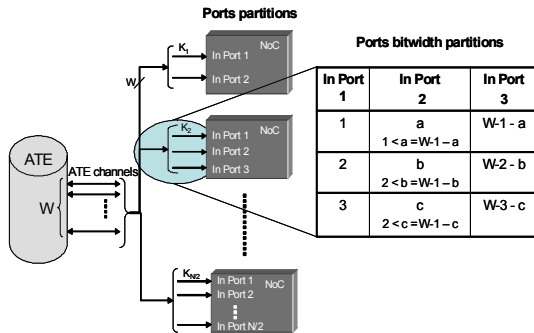 Ports partitions
K1
W
In Port 1
In Port 2
NoC
Ports bitwidth partitions
In Port 1
In Port 2
In Port 3
1
a
1 < a = W-1 – a
W-1 - a
2
b
2 < b = W-1 – b
W-2 - b
3
c
2 < c = W-1 – c
W-3 - c
K2
In Port 1
In Port 2
In Port 3
NoC
ATE
ATE channels
W
KN/2
In Port 1
In Port 2
In Port N/2
NoC